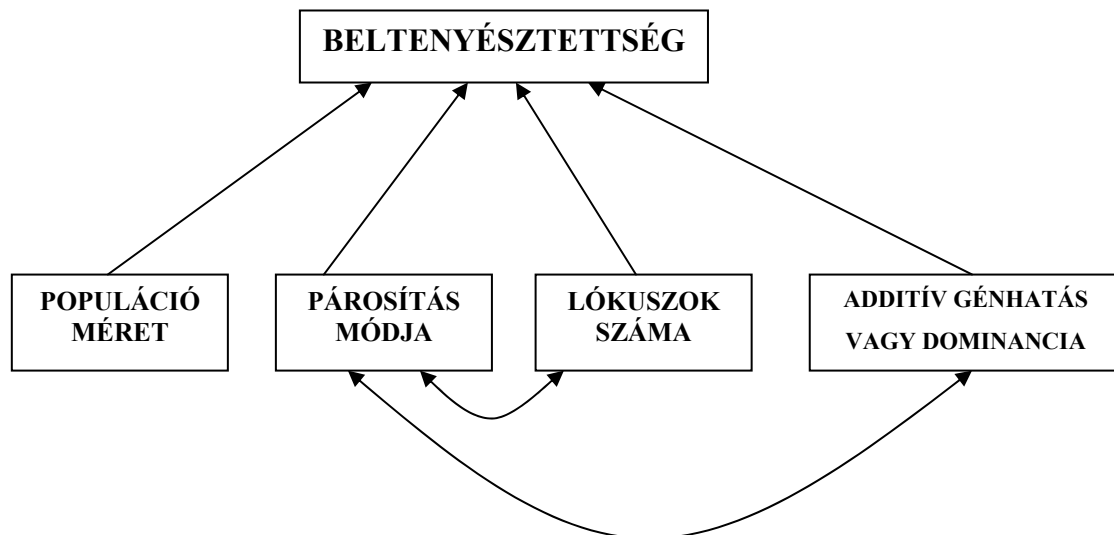 BELTENYÉSZTETTSÉG
POPULÁCIÓ
MÉRET
PÁROSÍTÁS
MÓDJA
LÓKUSZOK
SZÁMA
ADDITÍV GÉNHATÁS
VAGY DOMINANCIA